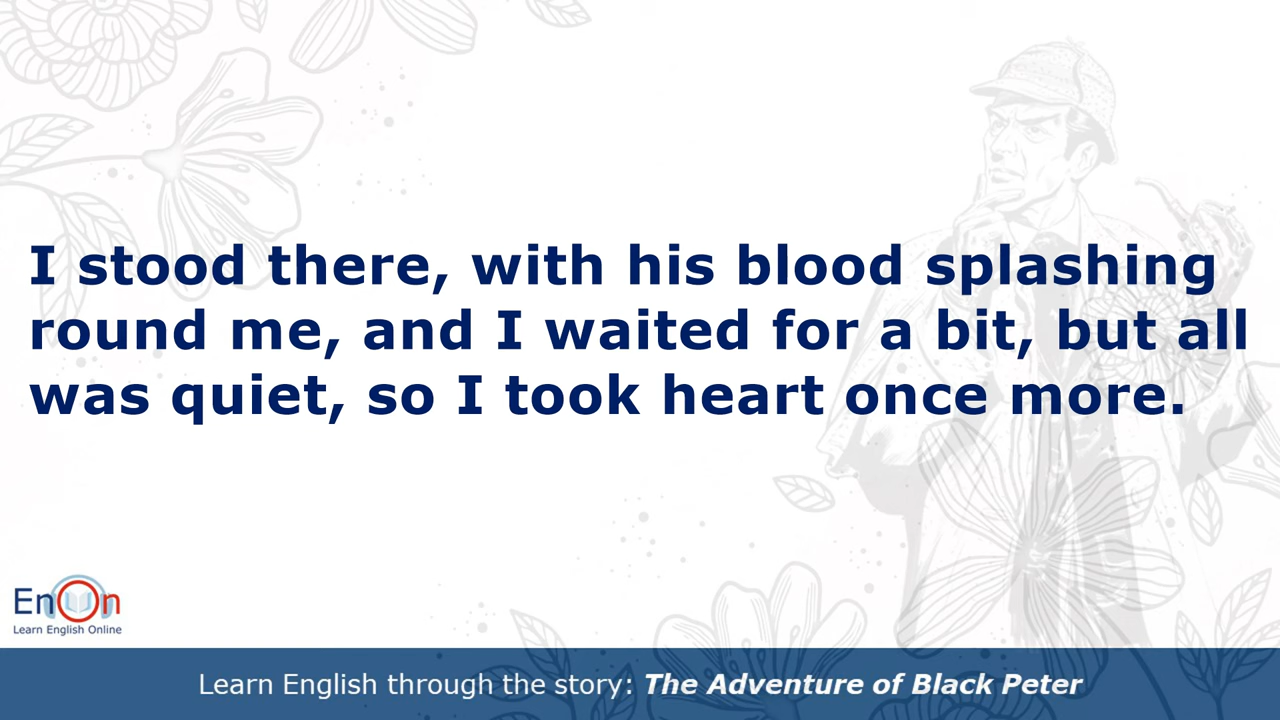 I stood there, with his blood splashing
round me, and I waited for a bit, but all
was quiet, so I took heart once more.
EnOn
Learn English Online
Learn English through the story: The Adventure of Black Peter